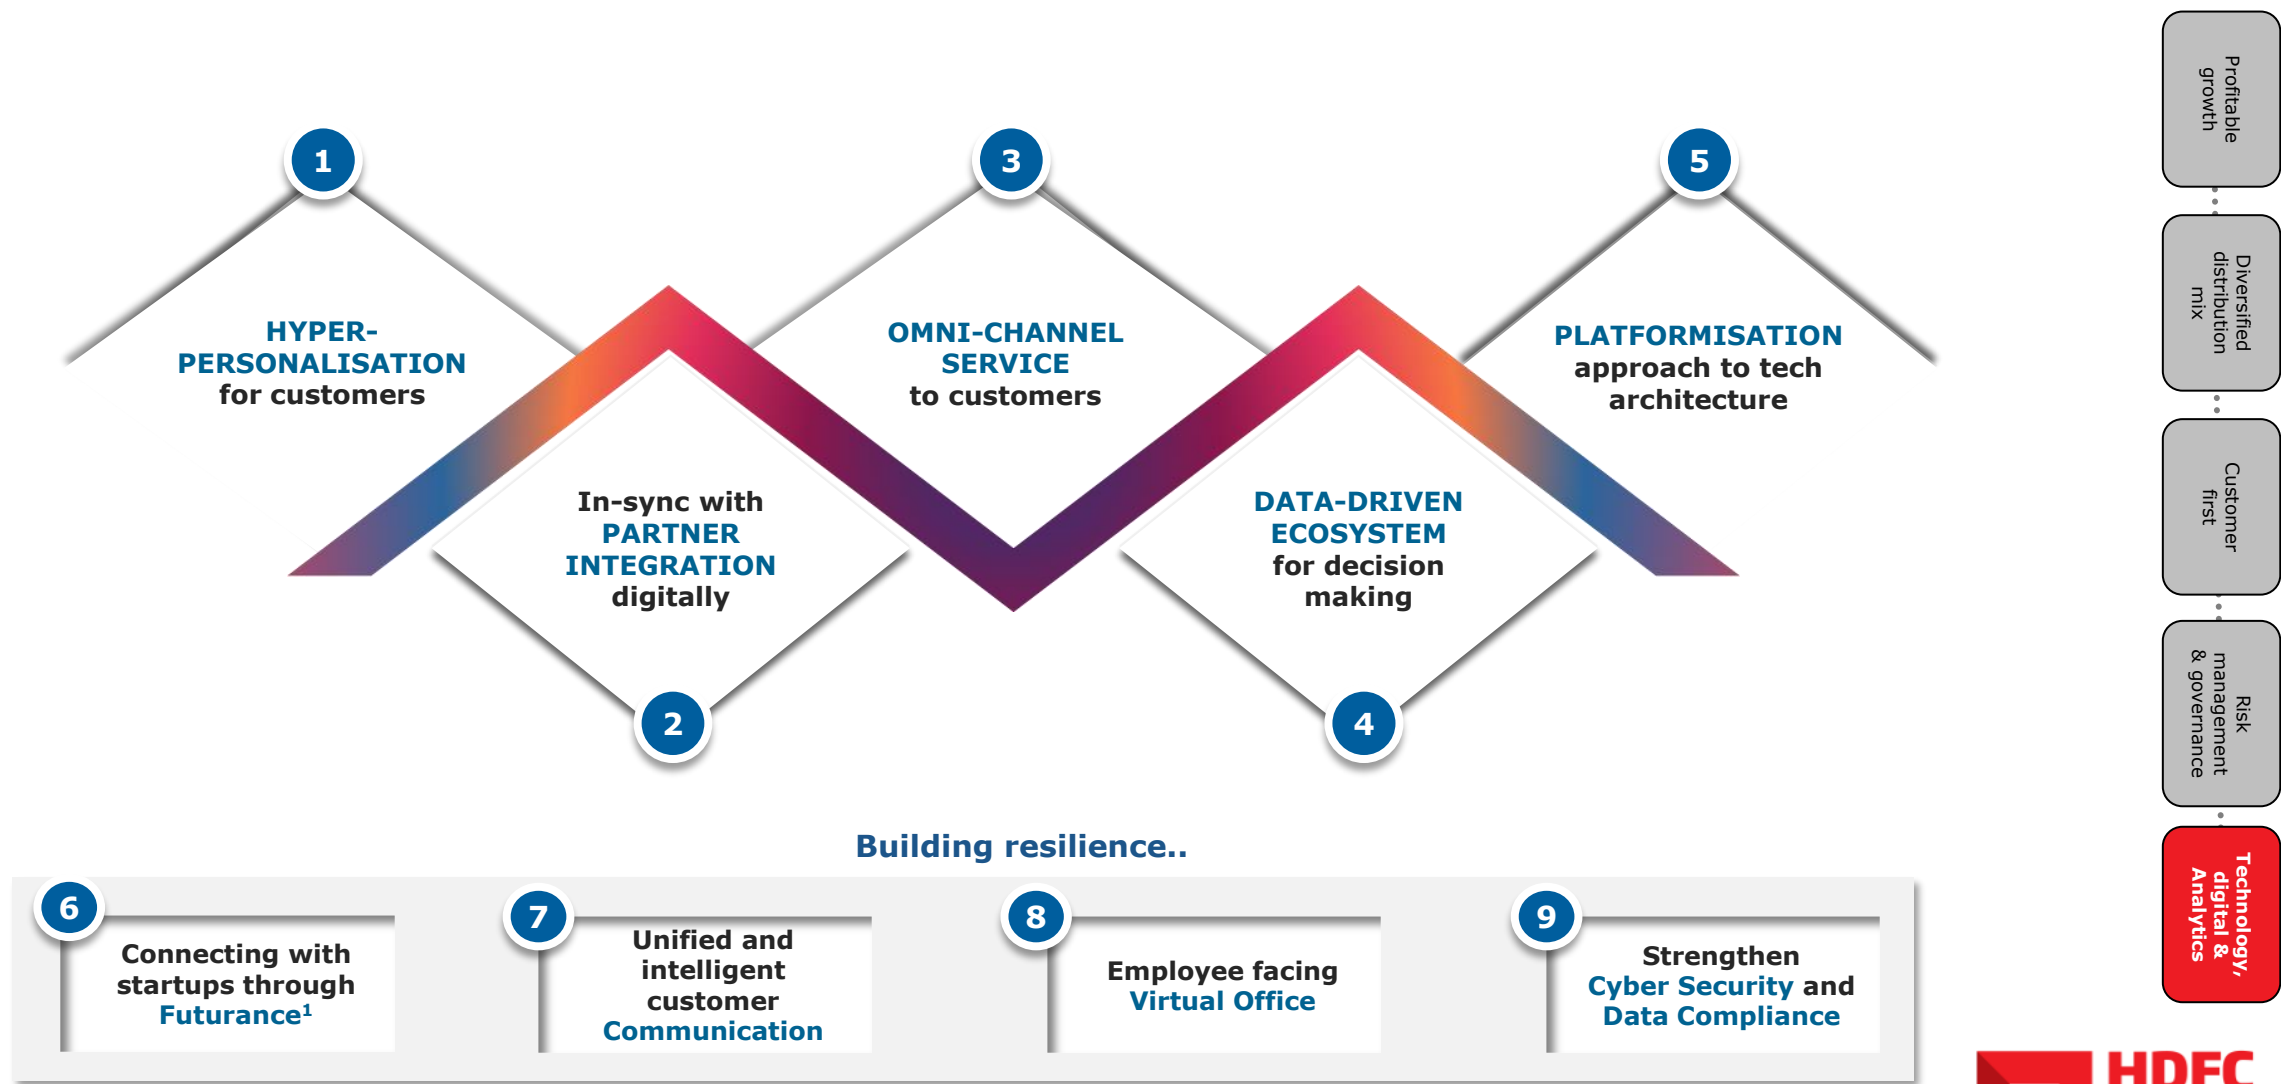 1
HYPER-
PERSONALISATION
for customers
2
In-sync with
PARTNER
INTEGRATION
digitally
3
OMNI-CHANNEL
SERVICE
to customers
4
DATA-DRIVEN
ECOSYSTEM
for decision
making
5
PLATFORMISATION
approach to tech
architecture
Building resilience..
6
Connecting with
startups through
Futurance¹
7
Unified and
intelligent
customer
Communication
8
Employee facing
Virtual Office
9
Strengthen
Cyber Security and
Data Compliance
Profitable
growth
Diversified
distribution
mix
Customer
first
Risk
management
& governance
Technology,
digital &
Analytics
HDFC